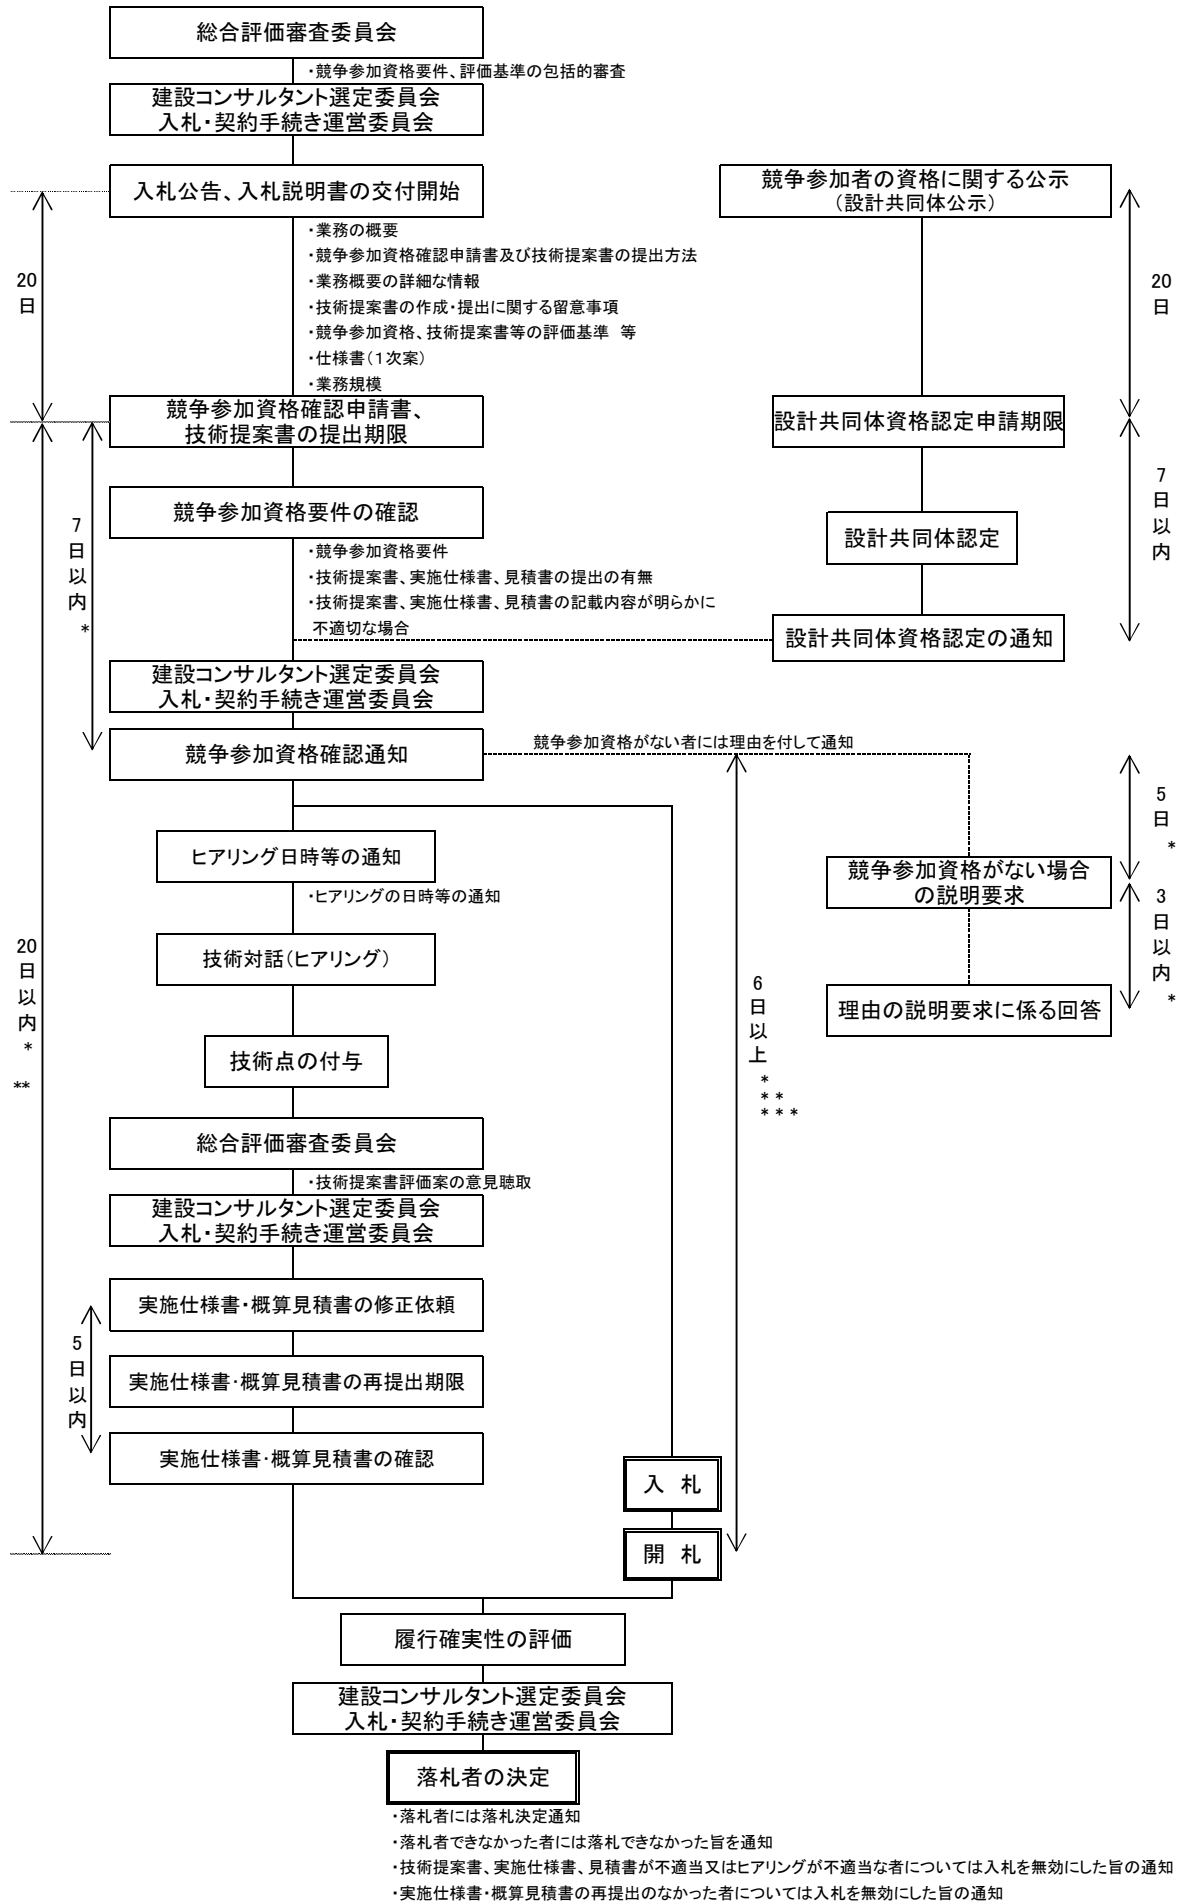 総合評価審査委員会
・競争参加資格要件、評価基準の包括的審査
建設コンサルタント選定委員会
入札・契約手続き運営委員会
入札公告、入札説明書の交付開始
・業務の概要
・競争参加資格確認申請書及び技術提案書の提出方法
・業務概要の詳細な情報
・技術提案書の作成・提出に関する留意事項
・競争参加資格、技術提案書等の評価基準　等
・仕様書（１次案）
・業務規模
20
日
競争参加者の資格に関する公示
（設計共同体公示）
20
日
競争参加資格確認申請書、
技術提案書の提出期限
設計共同体資格認定申請期限
競争参加資格要件の確認
・競争参加資格要件
・技術提案書、実施仕様書、見積書の提出の有無
・技術提案書、実施仕様書、見積書の記載内容が明らかに
不適切な場合
7
日
以
内
*
設計共同体認定
設計共同体資格認定の通知
7
日
以
内
建設コンサルタント選定委員会
入札・契約手続き運営委員会
競争参加資格確認通知
競争参加資格がない者には理由を付して通知
5
日
*
競争参加資格がない場合
の説明要求
3
日
以
内
*
理由の説明要求に係る回答
ヒアリング日時等の通知
・ヒアリングの日時等の通知
技術対話（ヒアリング）
技術点の付与
20
日
以
内
*
**
6
日
以
上
*
* *
* * *
総合評価審査委員会
・技術提案書評価案の意見聴取
建設コンサルタント選定委員会
入札・契約手続き運営委員会
実施仕様書・概算見積書の修正依頼
実施仕様書・概算見積書の再提出期限
実施仕様書・概算見積書の確認
5
日
以
内
入　札
開　札
履行確実性の評価
建設コンサルタント選定委員会
入札・契約手続き運営委員会
落札者の決定
・落札者には落札決定通知
・落札者できなかった者には落札できなかった旨を通知
・技術提案書、実施仕様書、見積書が不適当又はヒアリングが不適当な者については入札を無効にした旨の通知
・実施仕様書・概算見積書の再提出のなかった者については入札を無効にした旨の通知